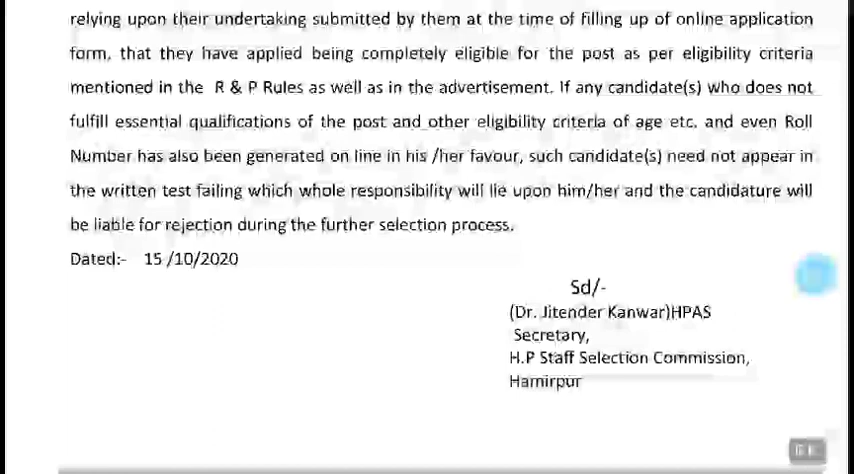 relying upon their undertaking submitted by them at the time of filling up of online application
form, that they have applied being completely eligible for the post as per eligibility criteria
mentioned in the R & P Rules as well as in the advertisement. If any candidate(s) who does not
fulfill essential qualifications of the post and other eligibility criteria of age etc. and even Roll
Number has also been generated on line in his /her favour, such candidate(s) need not appear in
the written test failing which whole responsibility will lie upon him/her and the candidature will
be liable for rejection during the further selection process.
Dated:- 15 /10/2020
Sd/-
(Dr. Jitender Kanwar)HPAS
Secretary,
H.P Staff Selection Commission,
Hamirpur